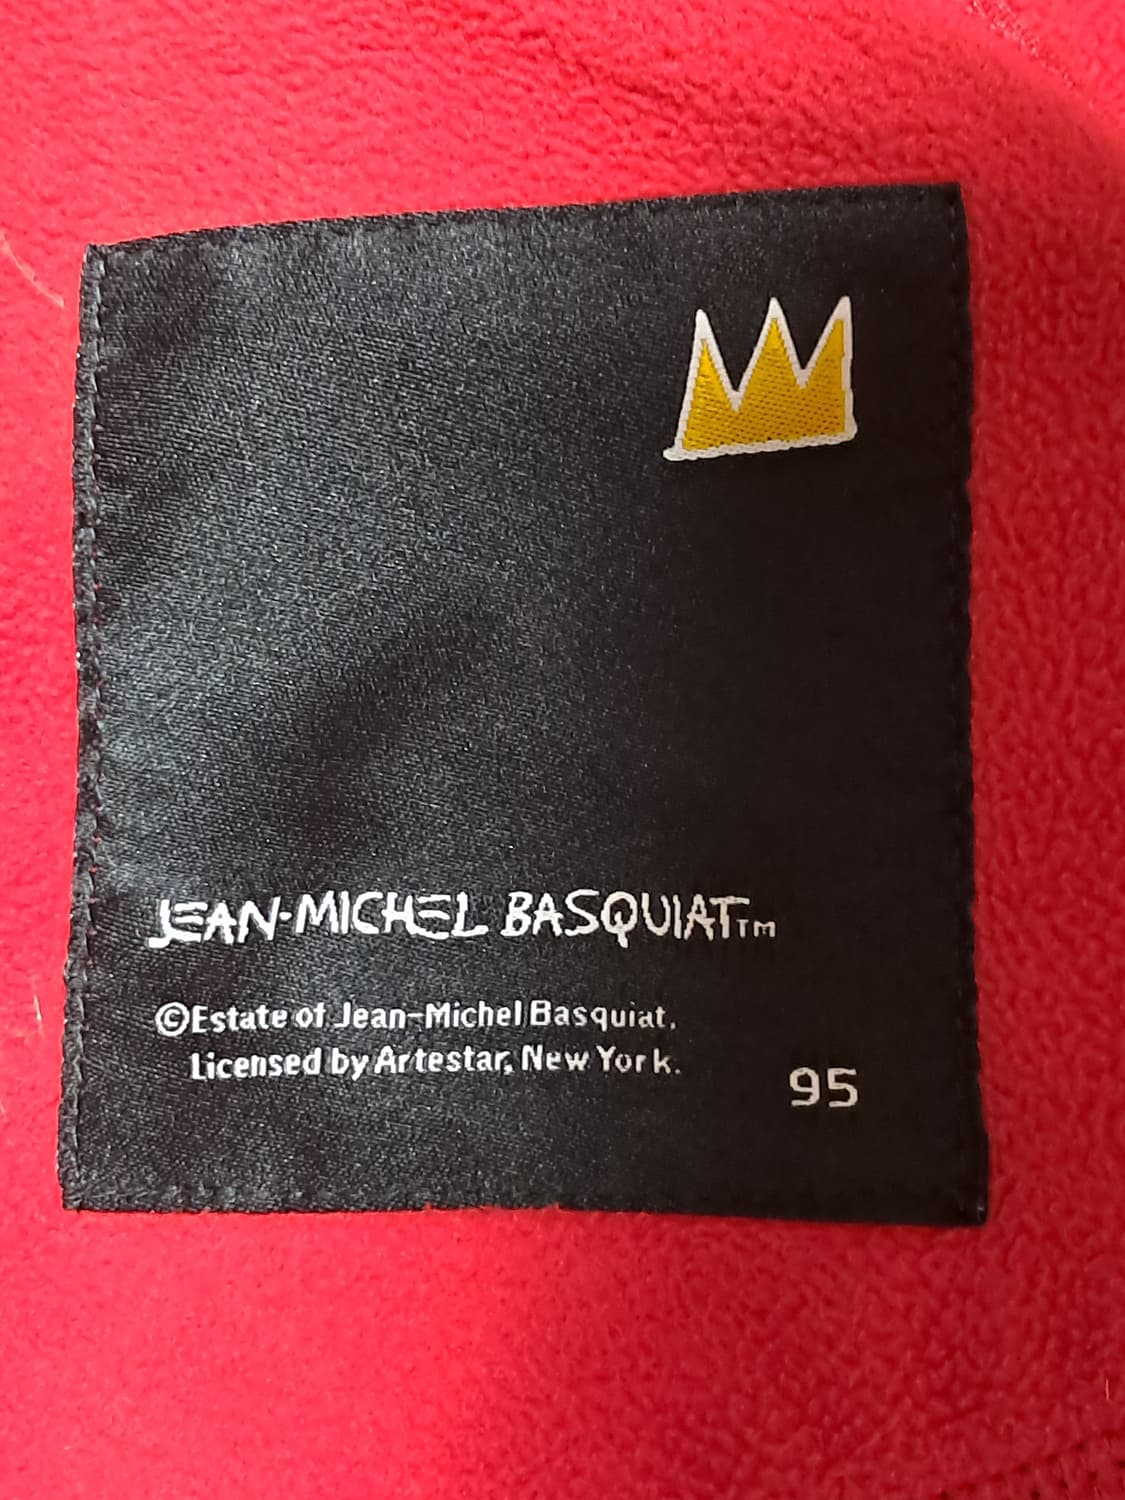 JEAN-MICHEL BASQUIAT™
©Estate of Jean-Michel Basquiat.
Licensed by Artestar, New York.
95